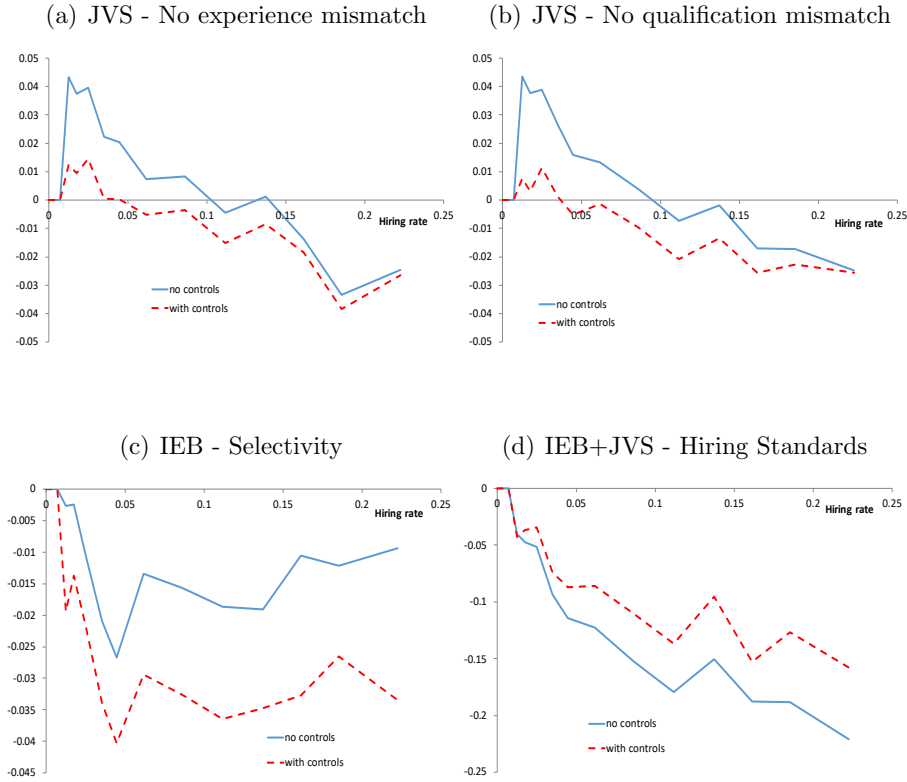 (a) JVS - No experience mismatch
0.05
0.04
0.03
0.02
0.01
0
-0.01
-0.02
-0.03
-0.04
-0.05
0 0.05 0.1 0.15 0.2 0.25
Hiring rate
no controls
with controls
(b) JVS - No qualification mismatch
0.05
0.04
0.03
0.02
0.01
0
-0.01
-0.02
-0.03
-0.04
-0.05
0 0.05 0.1 0.15 0.2 0.25
Hiring rate
no controls
with controls
(c) IEB - Selectivity
0
-0.005
-0.01
-0.015
-0.02
-0.025
-0.03
-0.035
-0.04
-0.045
0 0.05 0.1 0.15 0.2 0.25
Hiring rate
no controls
with controls
(d) IEB+JVS - Hiring Standards
0
-0.05
-0.1
-0.15
-0.2
-0.25
0 0.05 0.1 0.15 0.2 0.25
Hiring rate
no controls
with controls